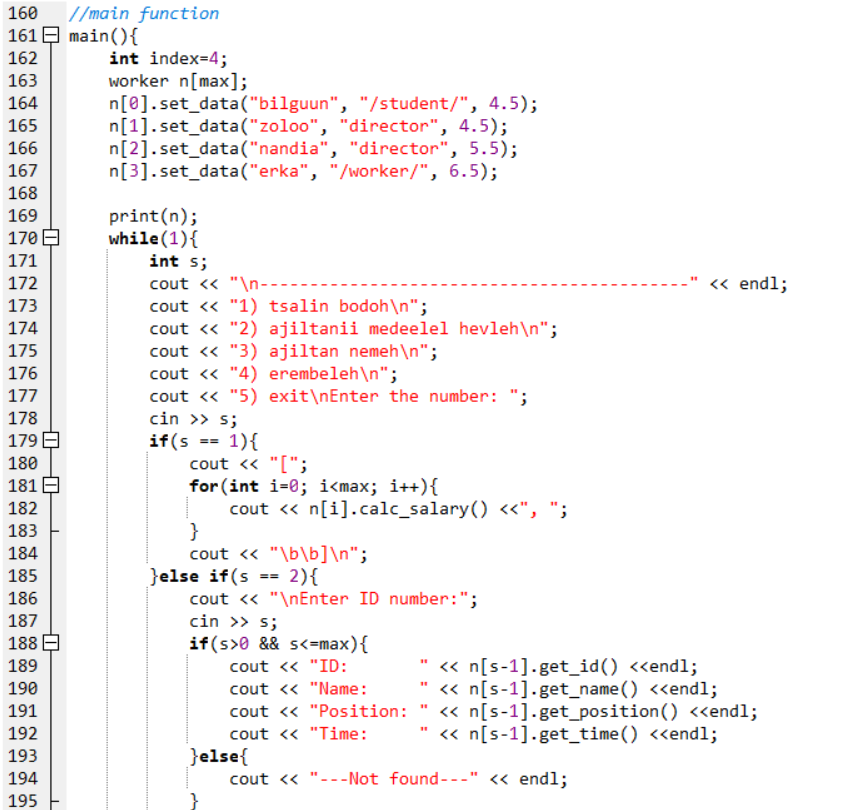 160 //main function
161 main(){
162     int index=4;
163     worker n[max];
164     n[0].set_data("bilguun", "/student/", 4.5);
165     n[1].set_data("zoloo", "director", 4.5);
166     n[2].set_data("nandia", "director", 5.5);
167     n[3].set_data("erka", "/worker/", 6.5);
168
169     print(n);
170     while(1){
171         int s;
172         cout << "\n-------------------------------------------" << endl;
173         cout << "1) tsalin bodoh\n";
174         cout << "2) ajiltanii medeelel hevleh\n";
175         cout << "3) ajiltan nemeh\n";
176         cout << "4) erembeleh\n";
177         cout << "5) exit\nEnter the number: ";
178         cin >> s;
179         if(s == 1){
180             cout << "[";
181             for(int i=0; i<max; i++){
182                 cout << n[i].calc_salary() <<", ";
183             }
184             cout << "\b\b]\n";
185         }else if(s == 2){
186             cout << "\nEnter ID number:";
187             cin >> s;
188             if(s>0 && s<=max){
189                 cout << "ID:       " << n[s-1].get_id() <<endl;
190                 cout << "Name:     " << n[s-1].get_name() <<endl;
191                 cout << "Position: " << n[s-1].get_position() <<endl;
192                 cout << "Time:     " << n[s-1].get_time() <<endl;
193             }else{
194                 cout << "---Not found---" << endl;
195             }